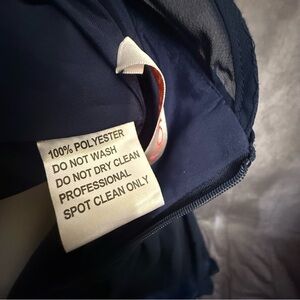 100% POLYESTER
DO NOT WASH
DO NOT DRY CLEAN
PROFESSIONAL
SPOT CLEAN ONLY